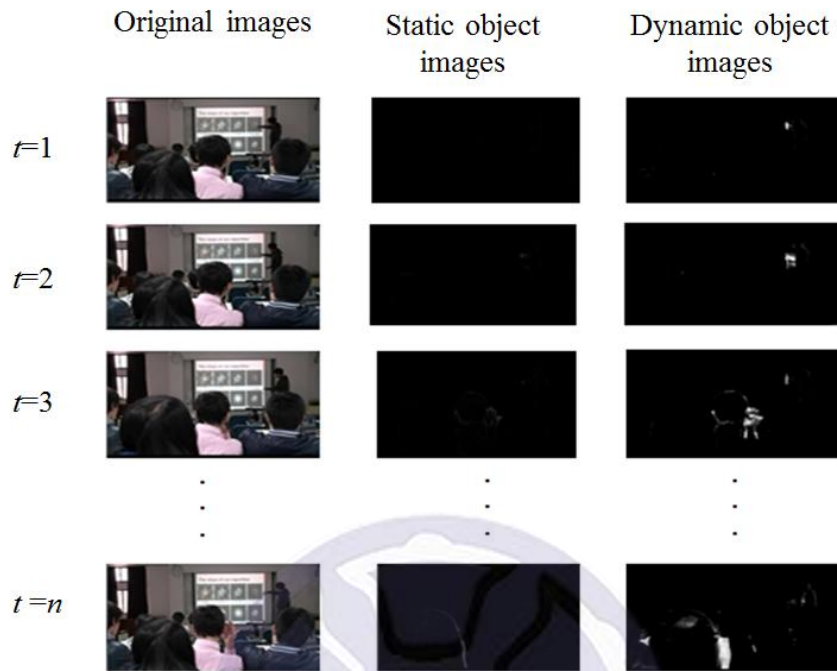 Original images
Static object
images
Dynamic object
images
t=1
t=2
t=3
t=n